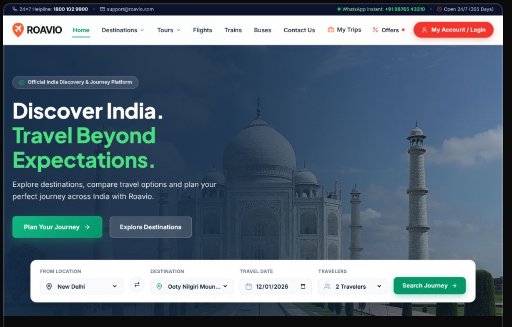 24×7 Helpline: 1800 102 9900 • support@roavio.com
WhatsApp Instant: +91 98765 43210 • Open 24/7 (365 Days)
ROAVIO Home Destinations Tours Flights Trains Buses Contact Us My Trips Offers My Account / Login
Official India Discovery & Journey Platform
Discover India.
Travel Beyond
Expectations.
Explore destinations, compare travel options and plan your
perfect journey across India with Roavio.
Plan Your Journey → Explore Destinations
FROM LOCATION DESTINATION TRAVEL DATE TRAVELERS
New Delhi Ooty Nilgiri Moun... 12/01/2026 2 Travelers Search Journey →